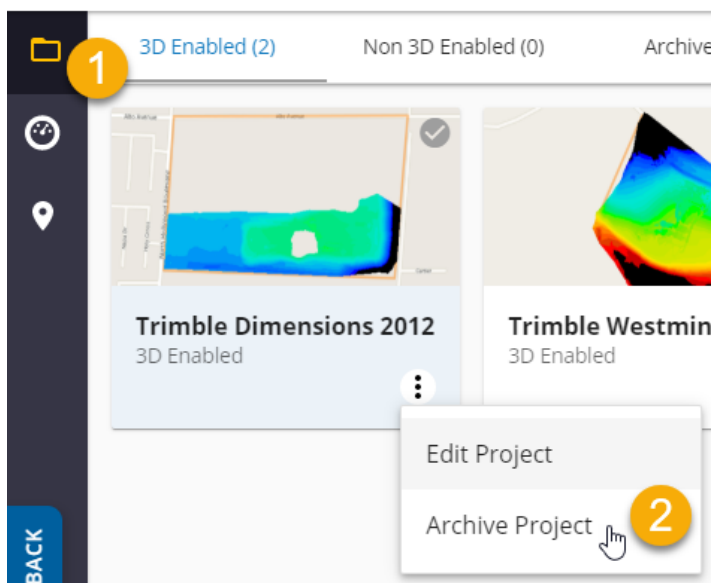 3D Enabled (2)
Non 3D Enabled (0)
Archive
1
Trimble Dimensions 2012
3D Enabled
Trimble Westmin
3D Enabled
Edit Project
Archive Project
2
BACK